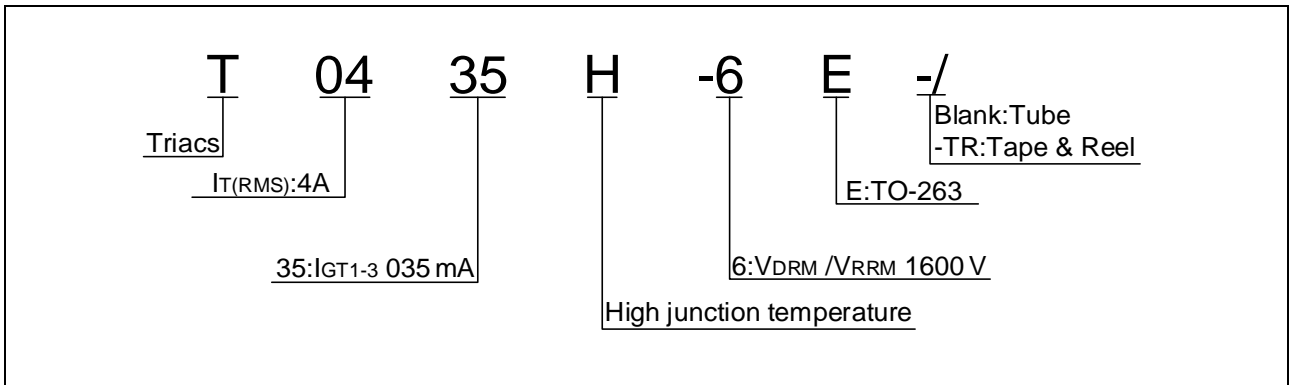 T 04 35 H -6 E -/
Blank:Tube
-TR:Tape & Reel
Triacs
IT(RMS):4A
E:TO-263
35:IGT1-3 035 mA
6:VDRM /VRRM 1600 V
High junction temperature